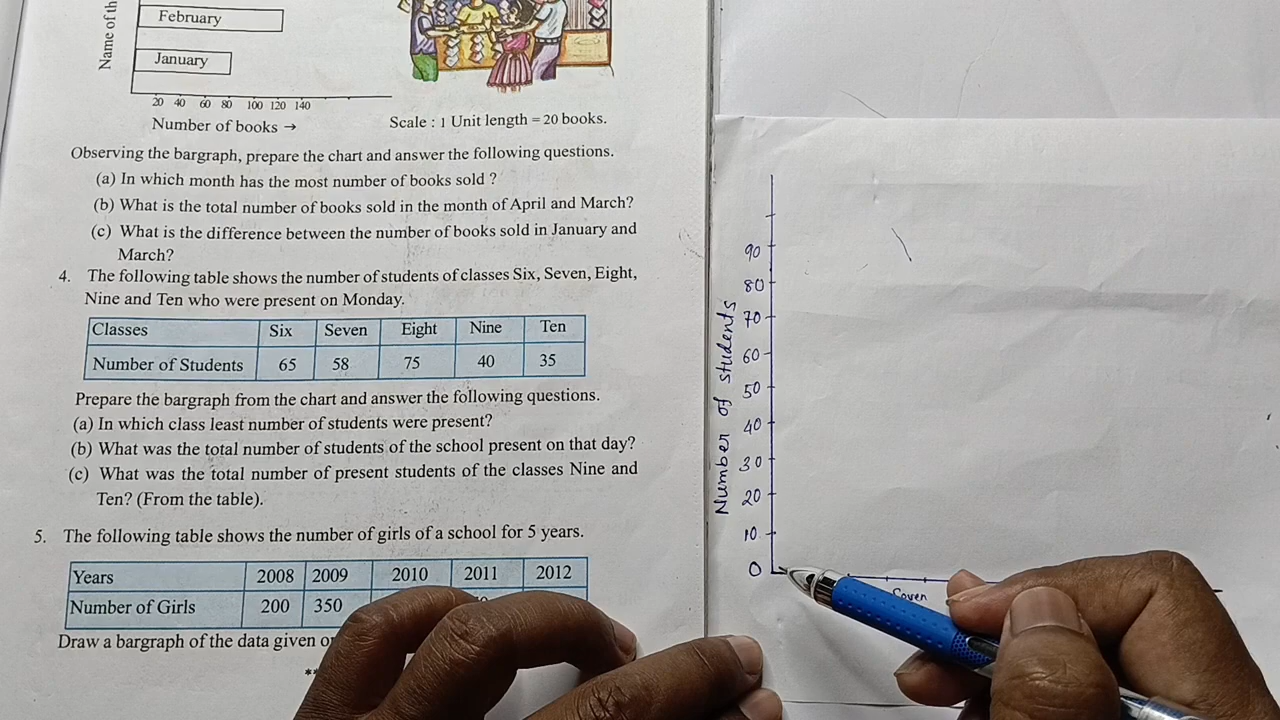 Name of th
February
January
20 40 60 80 100 120 140
Number of books →
Scale : 1 Unit length = 20 books.
Observing the bargraph, prepare the chart and answer the following questions.
(a) In which month has the most number of books sold ?
(b) What is the total number of books sold in the month of April and March?
(c) What is the difference between the number of books sold in January and
March?
4. The following table shows the number of students of classes Six, Seven, Eight,
Nine and Ten who were present on Monday.
Classes Six Seven Eight Nine Ten
Number of Students 65 58 75 40 35
Prepare the bargraph from the chart and answer the following questions.
(a) In which class least number of students were present?
(b) What was the total number of students of the school present on that day?
(c) What was the total number of present students of the classes Nine and
Ten? (From the table).
5. The following table shows the number of girls of a school for 5 years.
Years 2008 2009 2010 2011 2012
Number of Girls 200 350
Draw a bargraph of the data given
Number of students
90
80
70
60
50
40
30
20
10
0